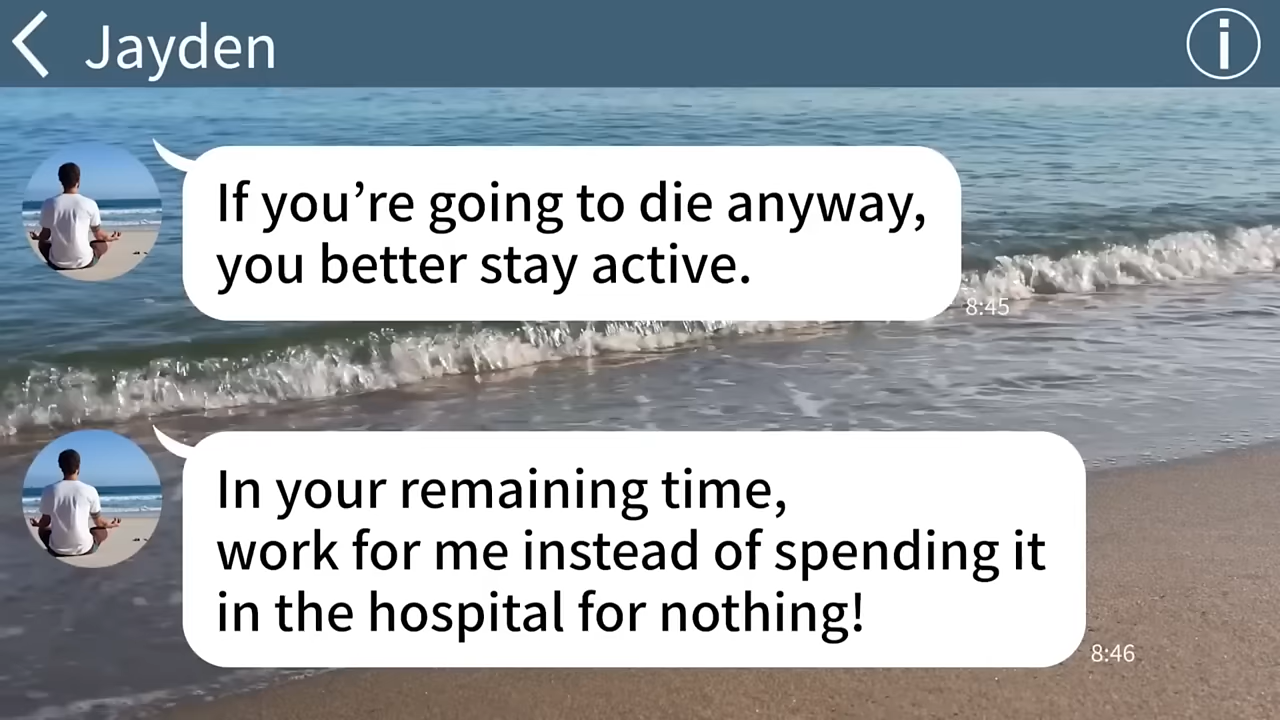 Jayden
i
If you’re going to die anyway,
you better stay active.
8:45
In your remaining time,
work for me instead of spending it
in the hospital for nothing!
8:46